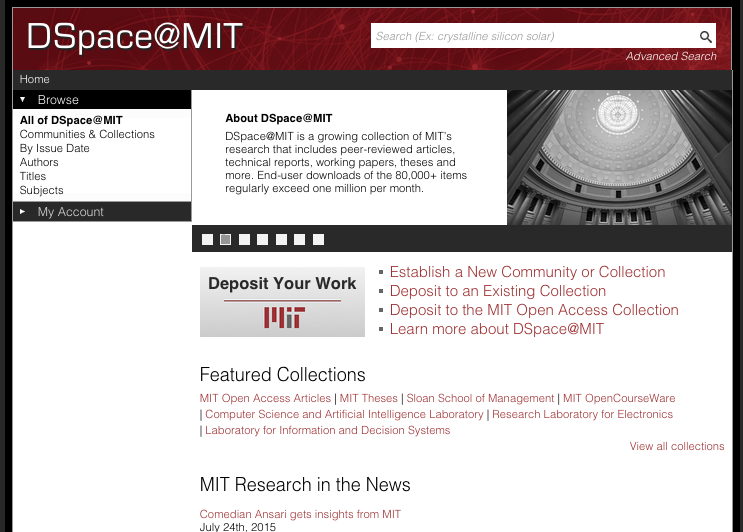 DSpace@MIT
Search (Ex: crystalline silicon solar)
Advanced Search
Home
Browse
All of DSpace@MIT
Communities & Collections
By Issue Date
Authors
Titles
Subjects
My Account
About DSpace@MIT
DSpace@MIT is a growing collection of MIT's
research that includes peer-reviewed articles,
technical reports, working papers, theses and
more. End-user downloads of the 80,000+ items
regularly exceed one million per month.
Deposit Your Work
MIT
Establish a New Community or Collection
Deposit to an Existing Collection
Deposit to the MIT Open Access Collection
Learn more about DSpace@MIT
Featured Collections
MIT Open Access Articles | MIT Theses | Sloan School of Management | MIT OpenCourseWare
| Computer Science and Artificial Intelligence Laboratory | Research Laboratory for Electronics
| Laboratory for Information and Decision Systems
View all collections
MIT Research in the News
Comedian Ansari gets insights from MIT
July 24th, 2015